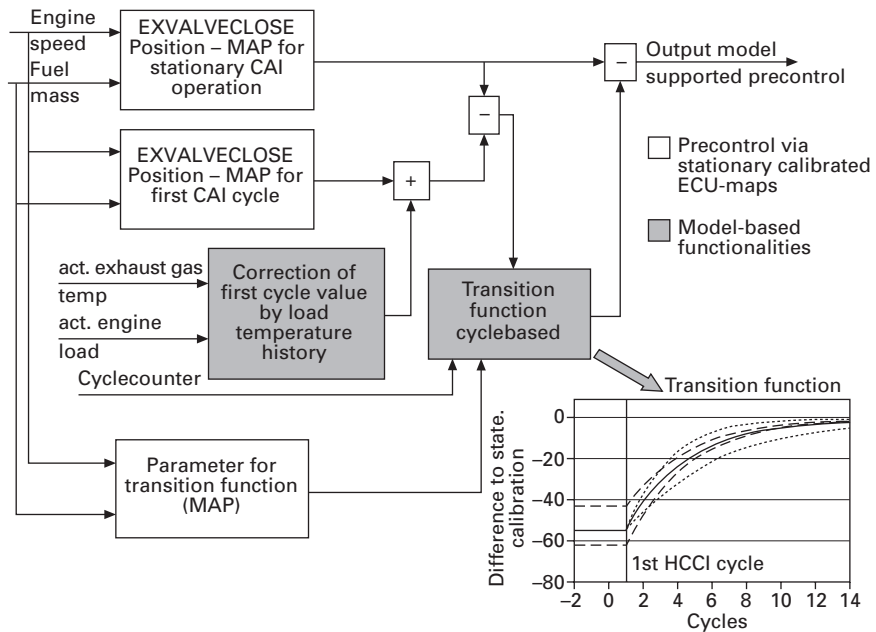 Engine
speed
Fuel
mass
EXVALVECLOSE
Position – MAP for
stationary CAI
operation
–
Output model
supported precontrol
–
EXVALVECLOSE
Position – MAP for
first CAI cycle
+
Precontrol via
stationary calibrated
ECU-maps
Model-based
functionalities
act. exhaust gas
temp
act. engine
load
Correction of
first cycle value
by load
temperature
history
Transition
function
cyclebased
Cyclecounter
Parameter for
transition function
(MAP)
Transition function
Difference to state.
calibration
0
–20
–40
–60
–80
1st HCCI cycle
–2 0 2 4 6 8 10 12 14
Cycles